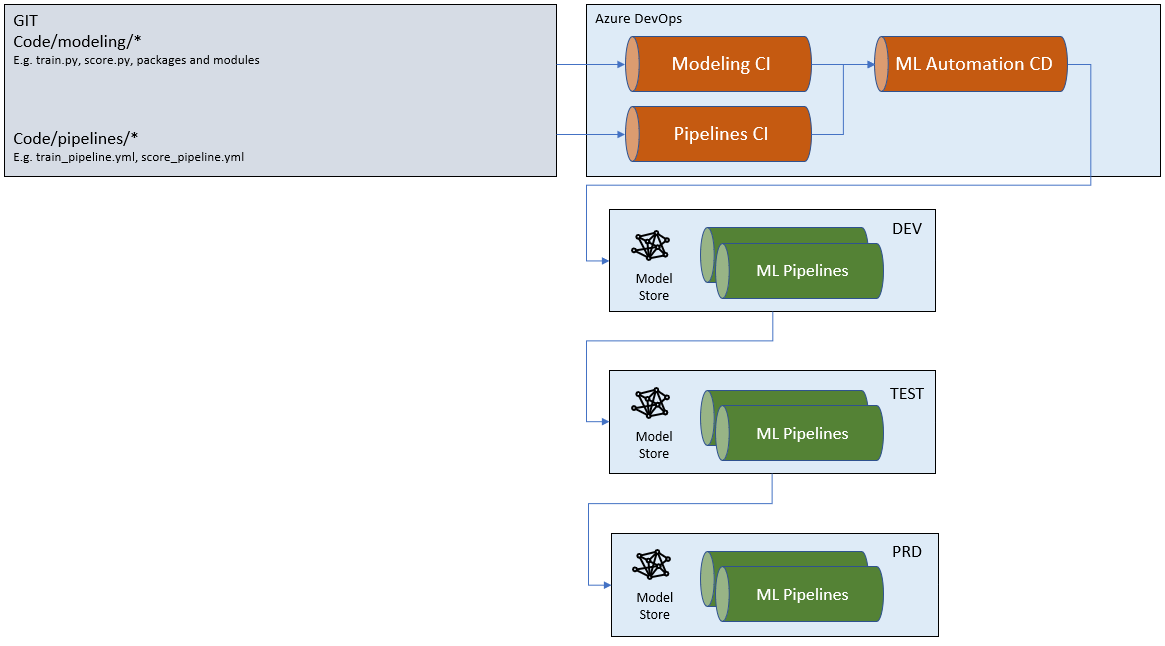 GIT
Code/modeling/*
E.g. train.py, score.py, packages and modules
Code/pipelines/*
E.g. train_pipeline.yml, score_pipeline.yml
Azure DevOps
Modeling CI
ML Automation CD
Pipelines CI
DEV
Model
Store
ML Pipelines
TEST
Model
Store
ML Pipelines
PRD
Model
Store
ML Pipelines